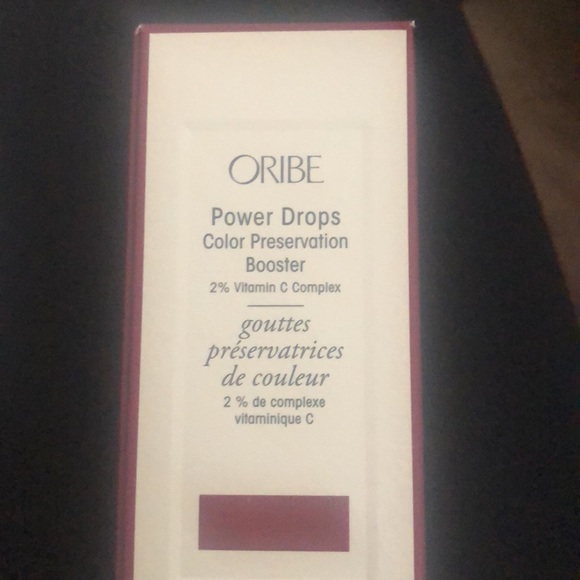 ORIBE
Power Drops
Color Preservation
Booster
2% Vitamin C Complex
gouttes
préservatrices
de couleur
2 % de complexe
vitaminique C